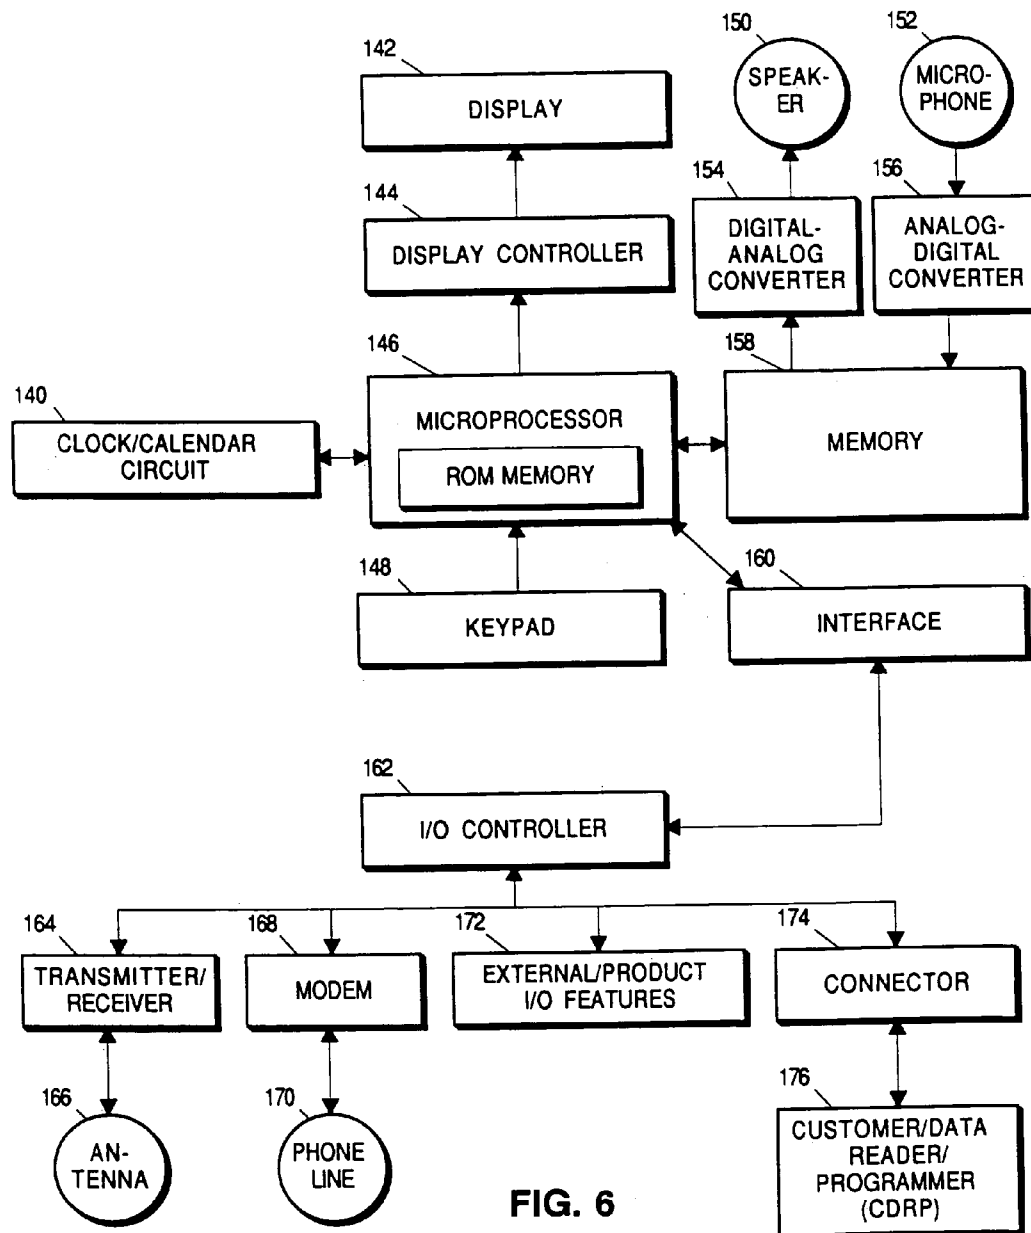 150
152
142
SPEAK-
ER
MICRO-
PHONE
DISPLAY
144
154
156
DISPLAY CONTROLLER
DIGITAL-
ANALOG
CONVERTER
ANALOG-
DIGITAL
CONVERTER
146
158
140
MICROPROCESSOR
MEMORY
CLOCK/CALENDAR
CIRCUIT
ROM MEMORY
148
160
KEYPAD
INTERFACE
162
I/O CONTROLLER
164
168
172
174
TRANSMITTER/
RECEIVER
MODEM
EXTERNAL/PRODUCT
I/O FEATURES
CONNECTOR
166
170
176
AN-
TENNA
PHONE
LINE
CUSTOMER/DATA
READER/
PROGRAMMER
(CDRP)
FIG. 6